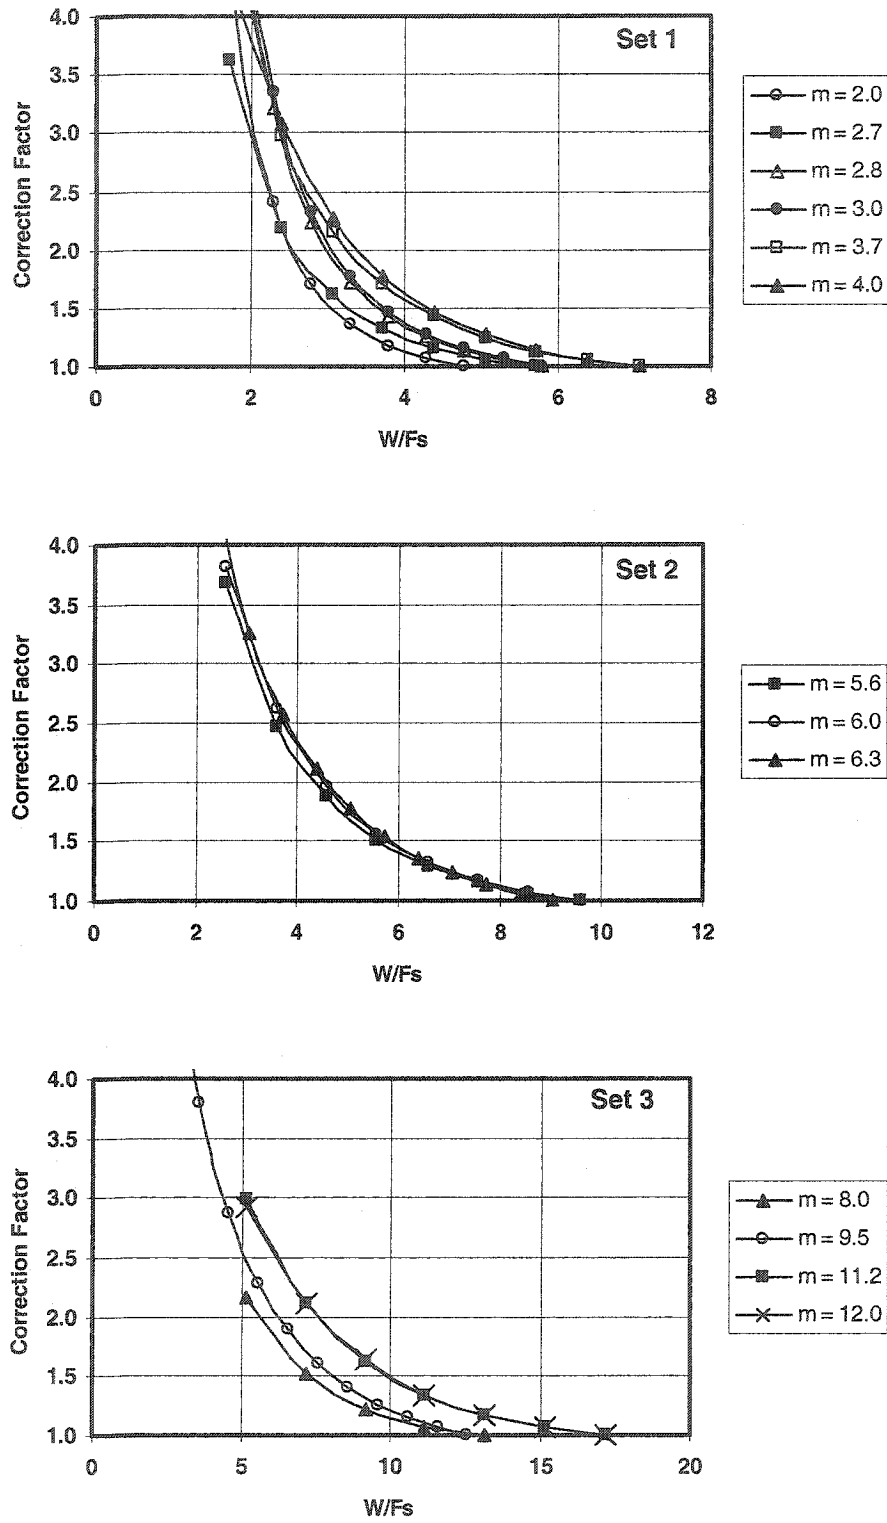 Set 1
4.0
3.5
3.0
2.5
2.0
1.5
1.0
Correction Factor
0 2 4 6 8
W/Fs
m = 2.0
m = 2.7
m = 2.8
m = 3.0
m = 3.7
m = 4.0
Set 2
4.0
3.5
3.0
2.5
2.0
1.5
1.0
Correction Factor
0 2 4 6 8 10 12
W/Fs
m = 5.6
m = 6.0
m = 6.3
Set 3
4.0
3.5
3.0
2.5
2.0
1.5
1.0
Correction Factor
0 5 10 15 20
W/Fs
m = 8.0
m = 9.5
m = 11.2
m = 12.0